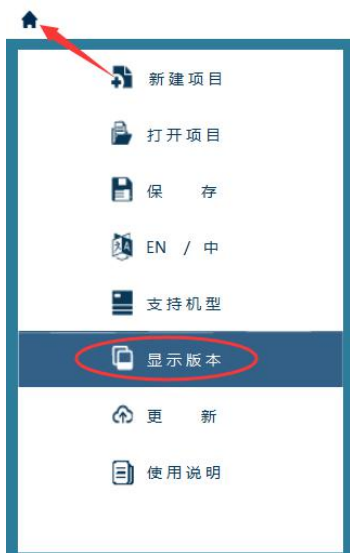 新建项目
打开项目
保 存
EN / 中
支持机型
显示版本
更 新
使用说明